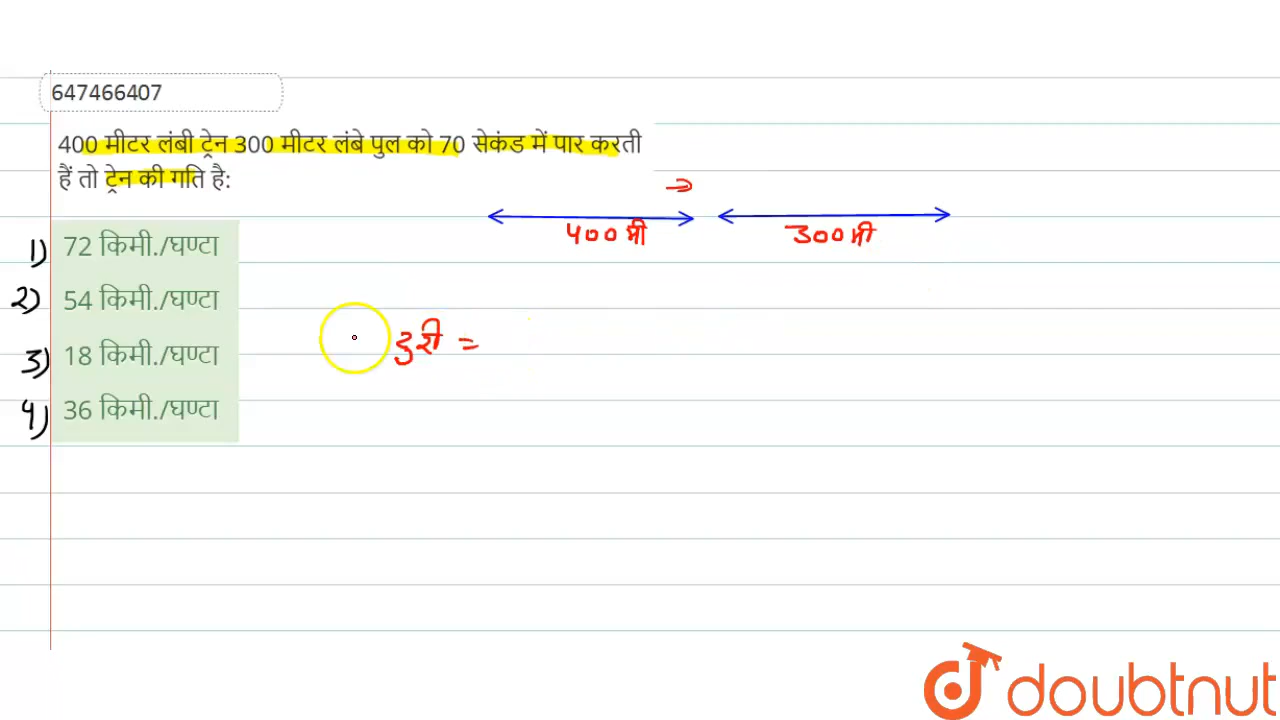 647466407
400 मीटर लंबी ट्रेन 300 मीटर लंबे पुल को 70 सेकंड में पार करती
हैं तो ट्रेन की गति है:
400 मी 300 मी
1) 72 किमी./घण्टा
2) 54 किमी./घण्टा
दुरी =
3) 18 किमी./घण्टा
4) 36 किमी./घण्टा
doubtnut